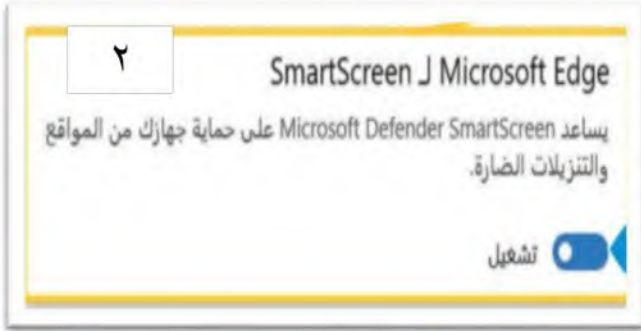 ٢
SmartScreen لـ Microsoft Edge
يساعد Microsoft Defender SmartScreen على حماية جهازك من المواقع
والتنزيلات الضارة.
تشغيل